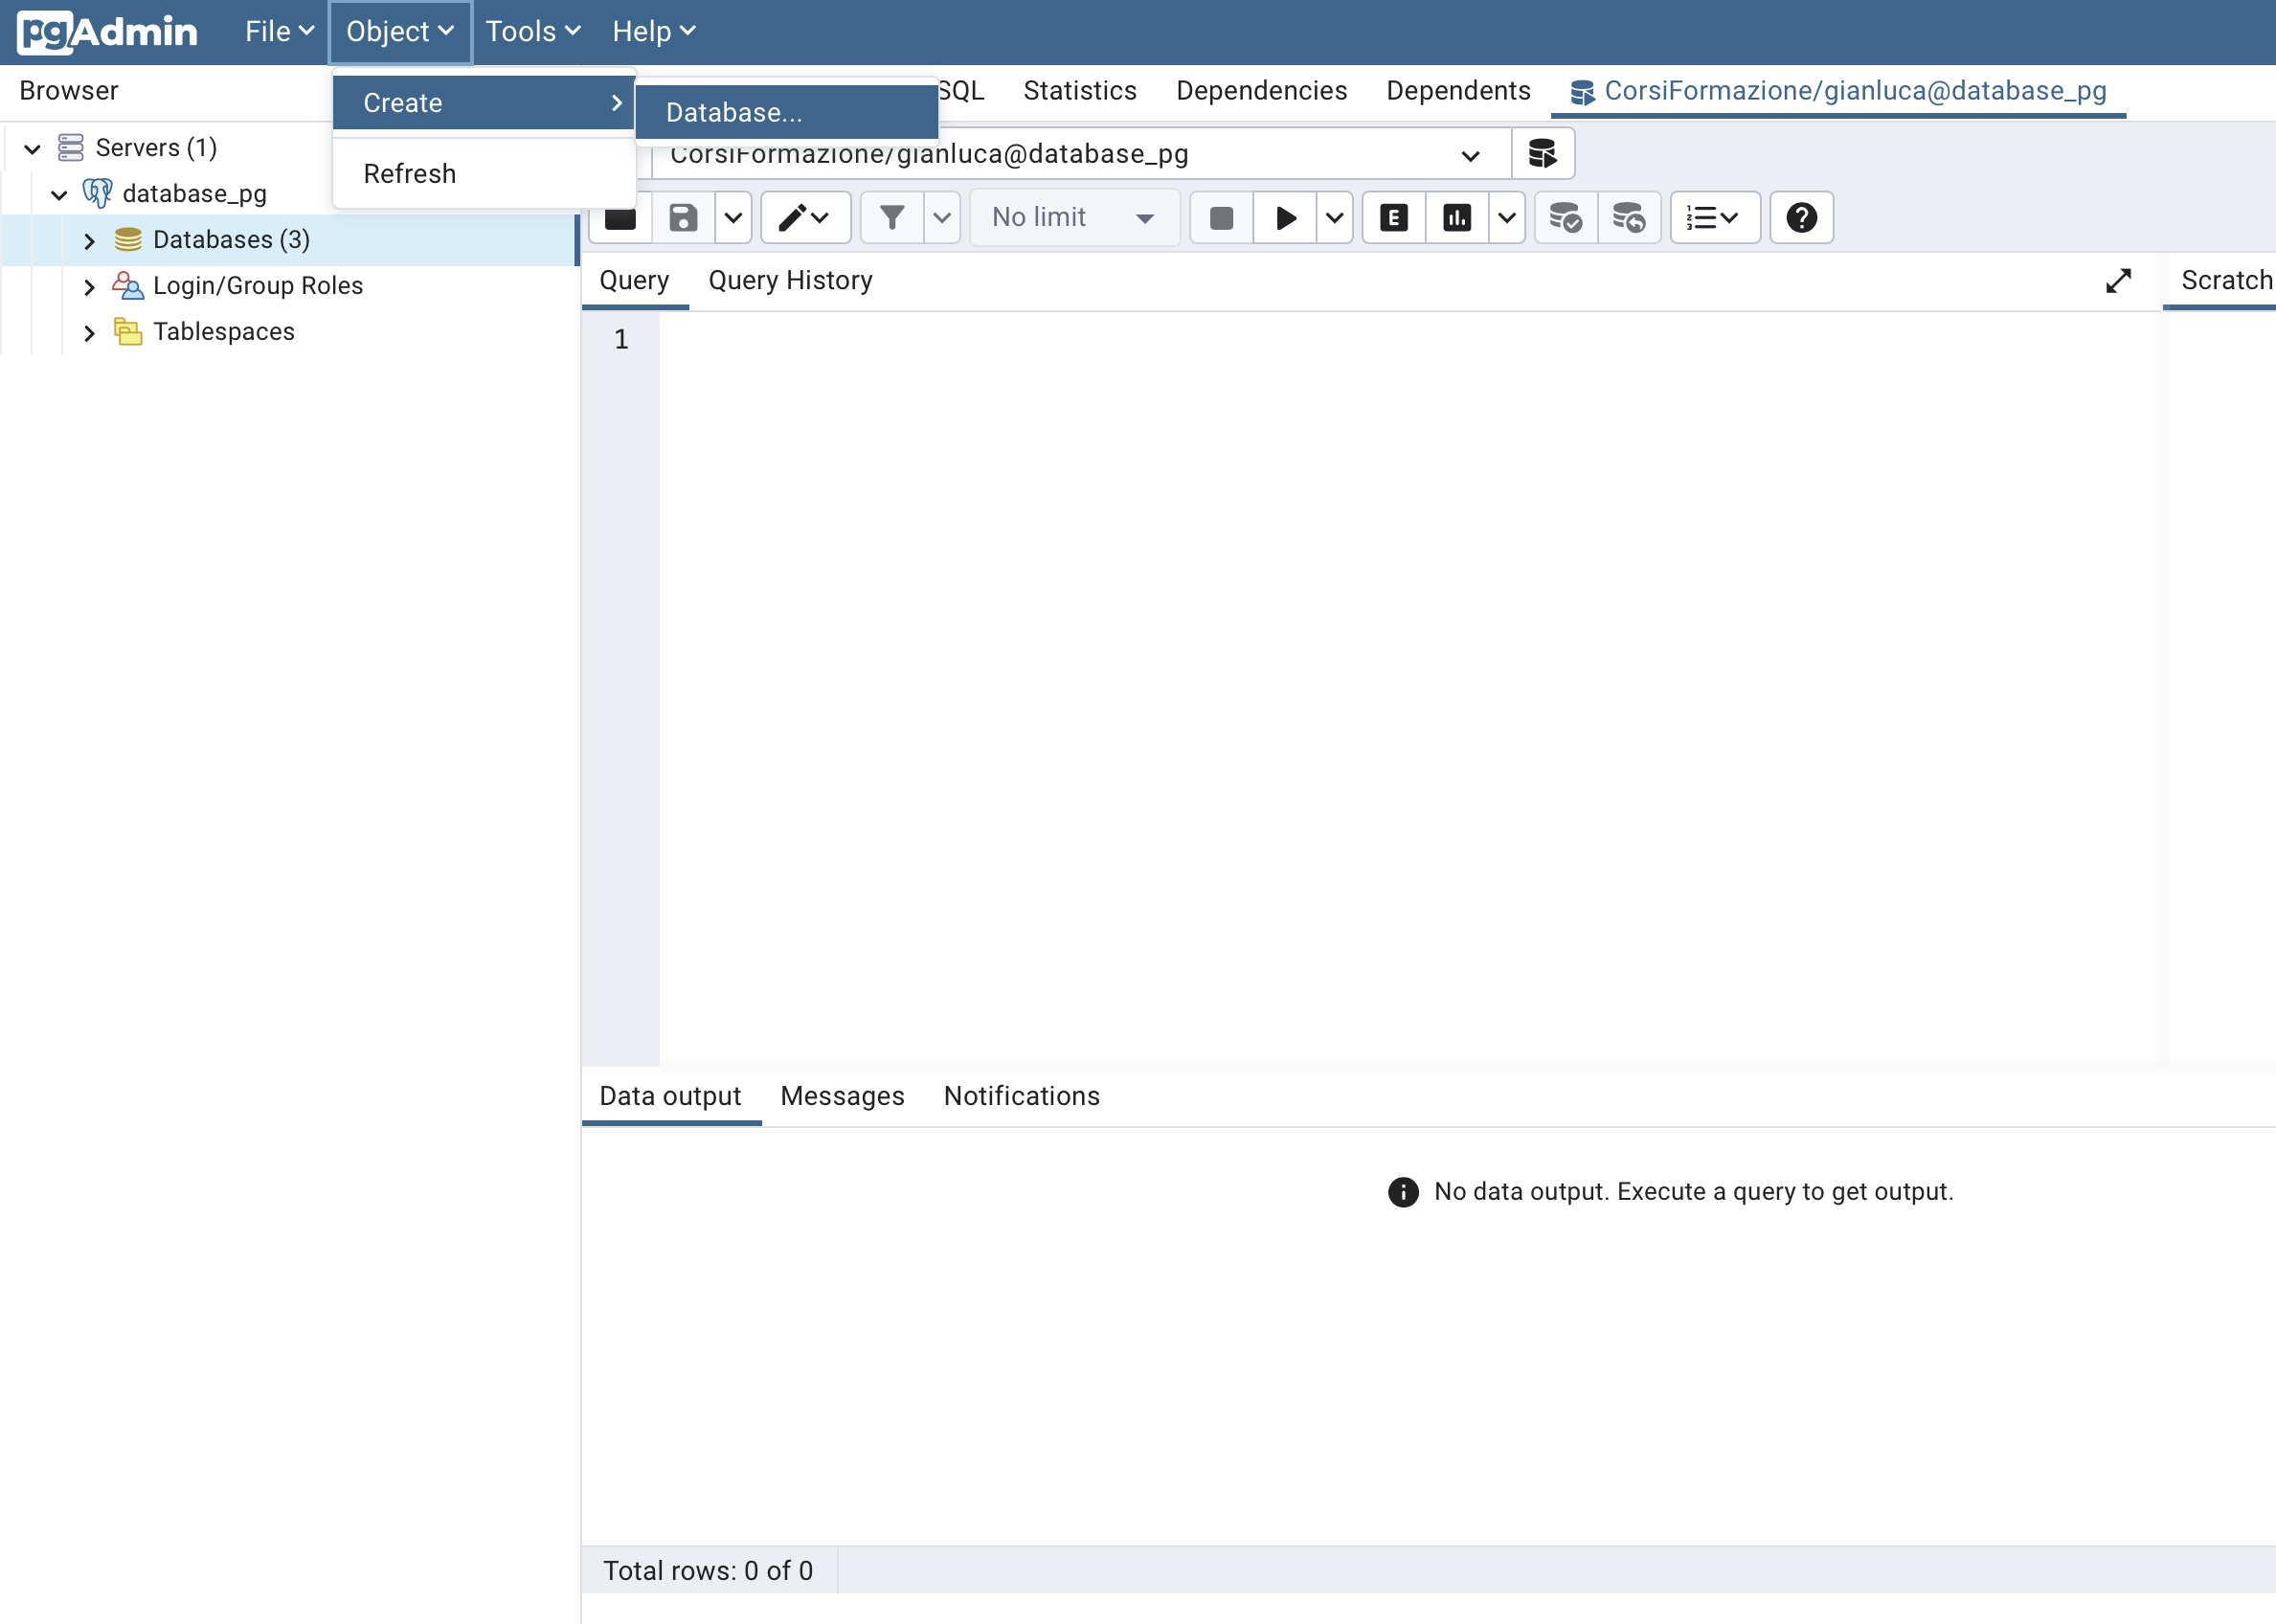 pgAdmin File Object Tools Help
Browser
Create
Database...
SQL Statistics Dependencies Dependents CorsiFormazione/gianluca@database_pg
Servers (1)
CorsiFormazione/gianluca@database_pg
Refresh
database_pg
No limit
E
Databases (3)
Login/Group Roles
Tablespaces
Query Query History
Scratch
1
Data output Messages Notifications
No data output. Execute a query to get output.
Total rows: 0 of 0